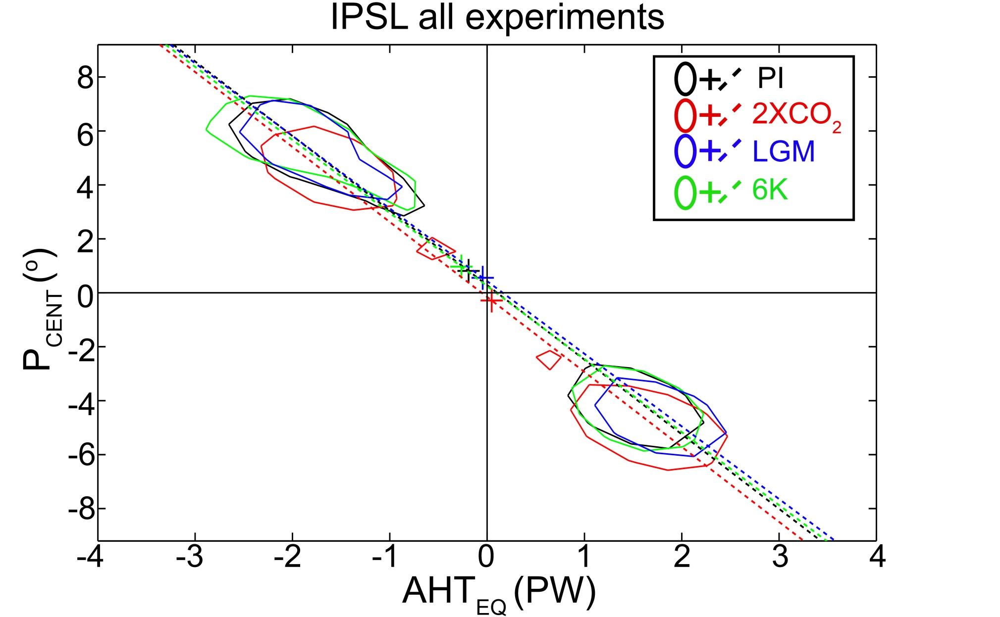 IPSL all experiments
PI
2XCO2
LGM
6K
8
6
4
2
0
-2
-4
-6
-8
PCENT (º)
-4 -3 -2 -1 0 1 2 3 4
AHTEQ (PW)